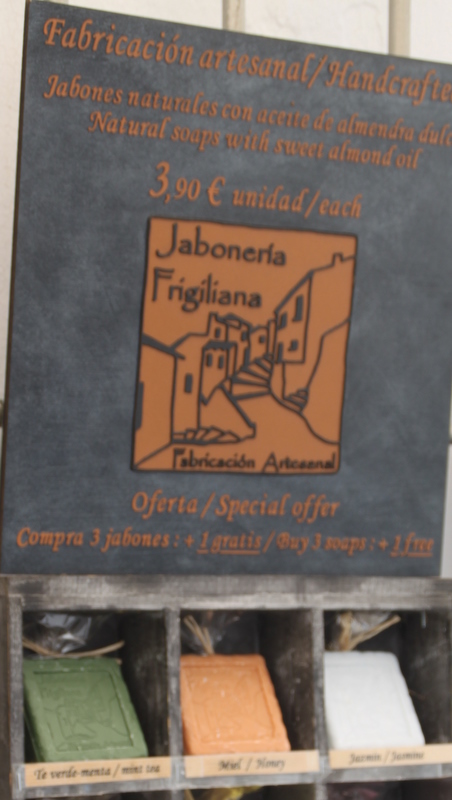 Fabricación artesanal/Handcrafte
Jabones naturales con aceite de almendra dulc
Natural soaps with sweet almond oil
3,90 € unidad/each
Jabonería
Frigiliana
Fabricación Artesanal
Oferta/Special offer
Compra 3 jabones: + 1 gratis/Buy 3 soaps: + 1 free
Te verde-menta / mint tea
Miel / Honey
Jazmin / Jasmine